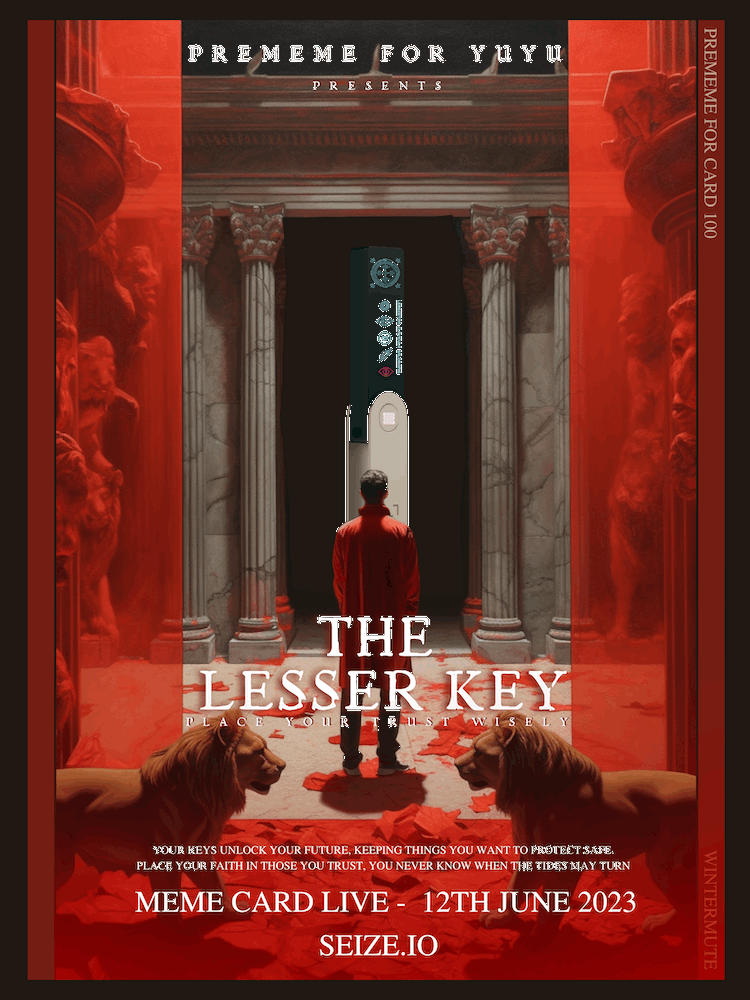 PREMEME FOR YUYU
PRESENTS
PREMEME FOR CARD 100
THE
LESSER KEY
PLACE YOUR TRUST WISELY
YOUR KEYS UNLOCK YOUR FUTURE, KEEPING THINGS YOU WANT TO PROTECT SAFE.
PLACE YOUR FAITH IN THOSE YOU TRUST, YOU NEVER KNOW WHEN THE TIDES MAY TURN
MEME CARD LIVE - 12TH JUNE 2023
SEIZE.IO
WINTERMUTE